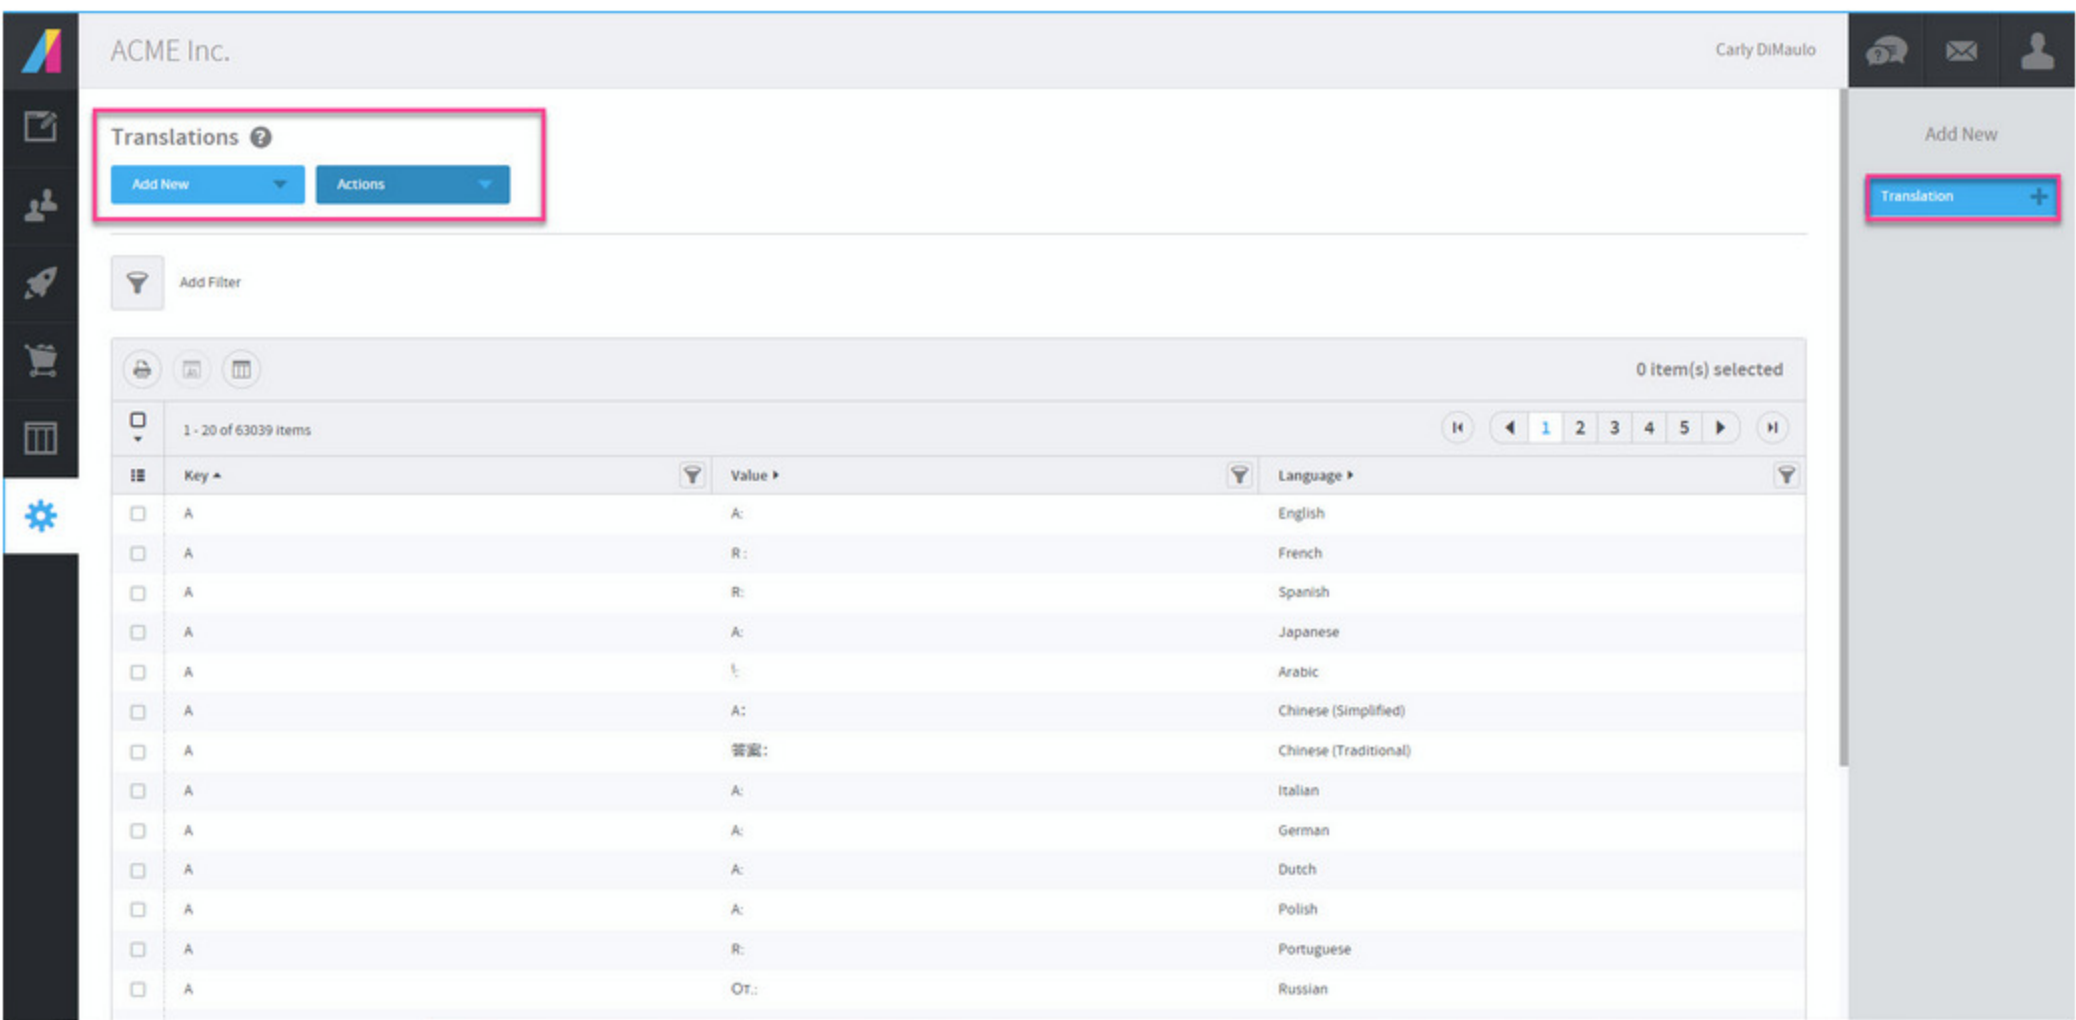 ACME Inc.
Carly DiMaulo
Translations
Add New
Actions
Add New
Translation
Add Filter
0 item(s) selected
1 - 20 of 63039 items
1 2 3 4 5
Key Value Language
A A: English
A R : French
A R: Spanish
A A: Japanese
A Arabic
A A： Chinese (Simplified)
A 答案： Chinese (Traditional)
A A: Italian
A A: German
A A: Dutch
A A: Polish
A R: Portuguese
A От.: Russian